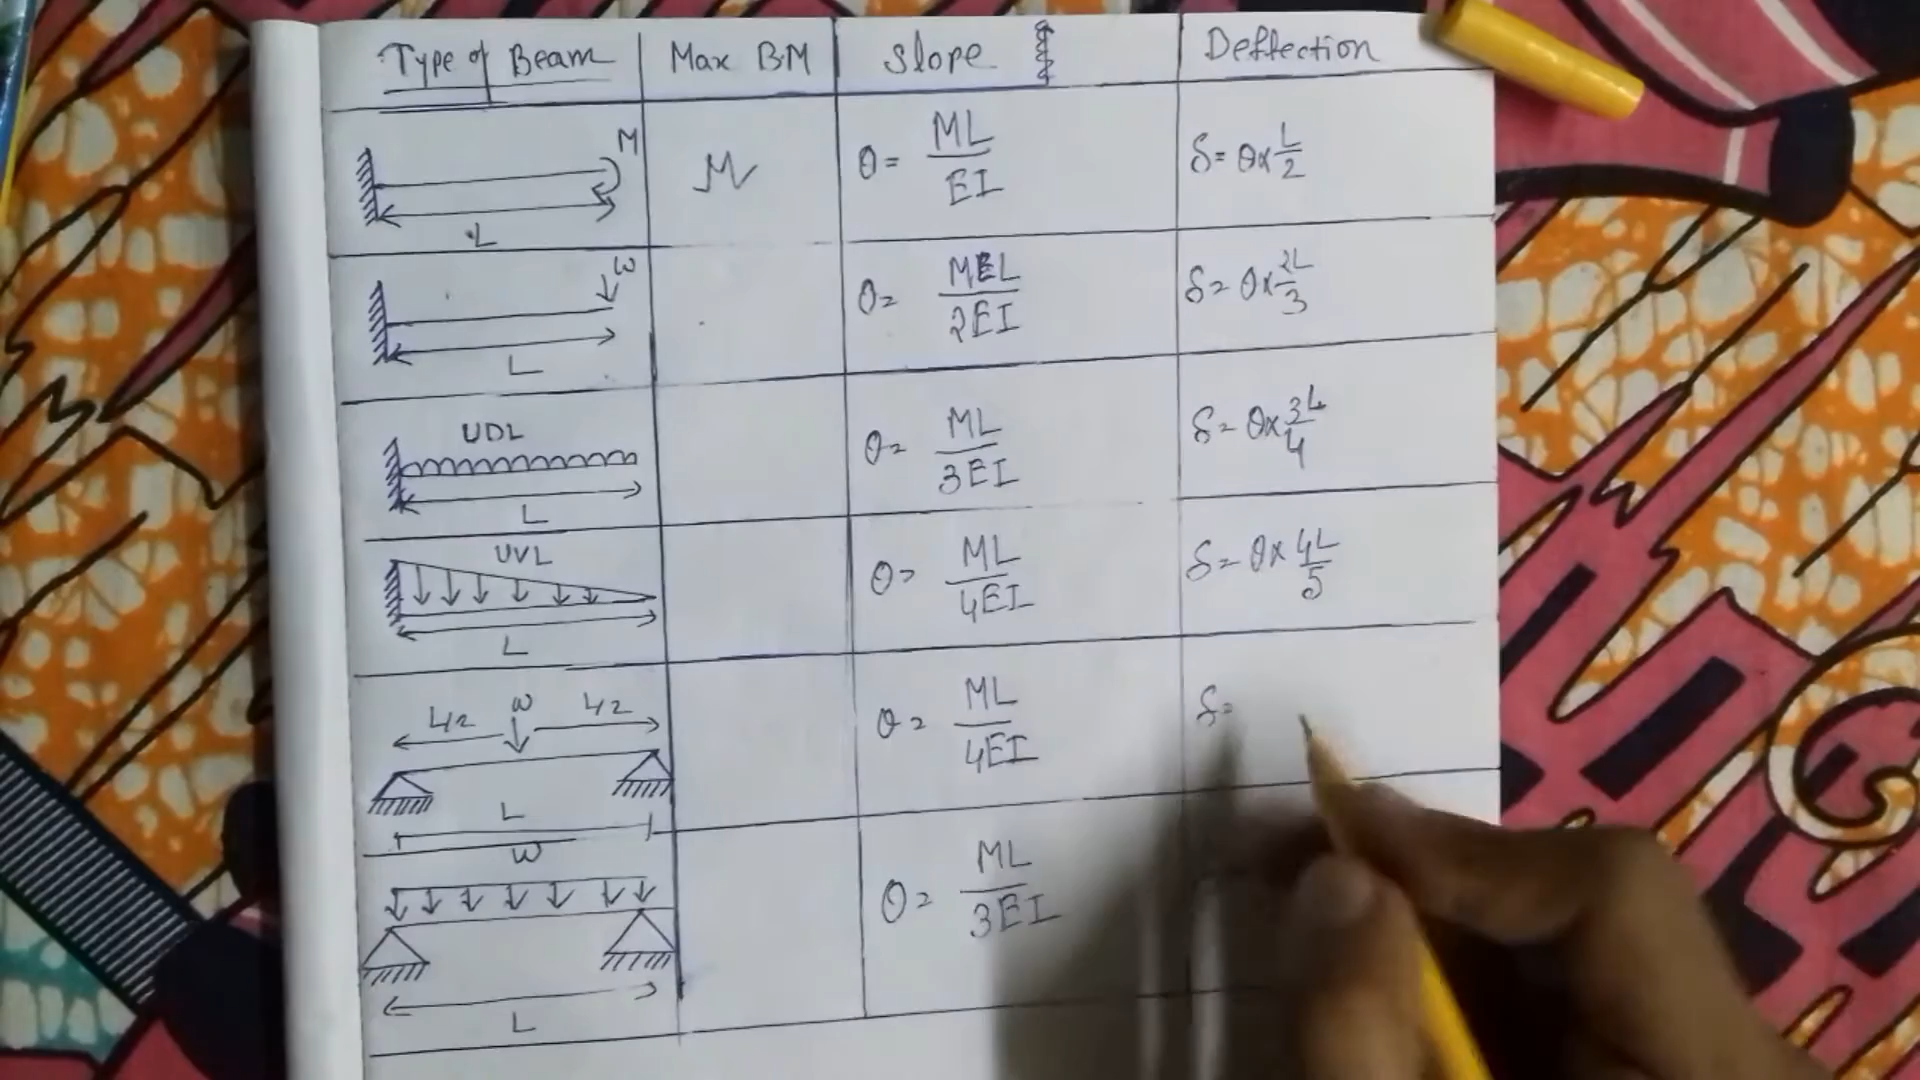 Type of Beam Max BM Slope Deflection
M
M θ = ML/EI δ = θ × L/2
L
W
θ = ML/2EI δ = θ × 2L/3
L
UDL
θ = ML/3EI δ = θ × 3L/4
L
UVL
θ = ML/4EI δ = θ × 4L/5
L
L/2 W L/2
θ = ML/4EI δ =
L
W
θ = ML/3EI
L